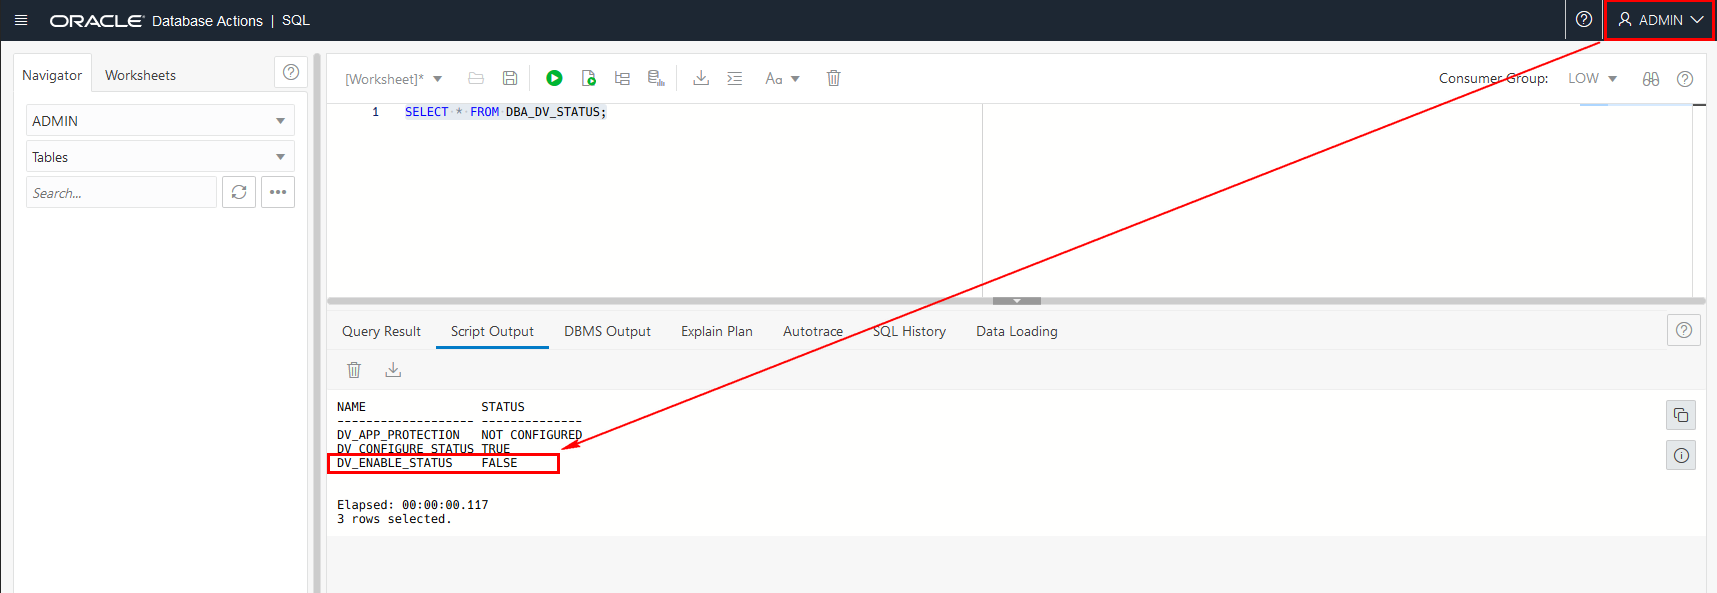 ORACLE Database Actions | SQL
ADMIN
Navigator
Worksheets
ADMIN
Tables
Search...
[Worksheet]*
Aa
Consumer Group: LOW
1 SELECT * FROM DBA_DV_STATUS;
Query Result Script Output DBMS Output Explain Plan Autotrace SQL History Data Loading
NAME STATUS
------------------- --------------
DV_APP_PROTECTION NOT CONFIGURED
DV_CONFIGURE_STATUS TRUE
DV_ENABLE_STATUS FALSE
Elapsed: 00:00:00.117
3 rows selected.